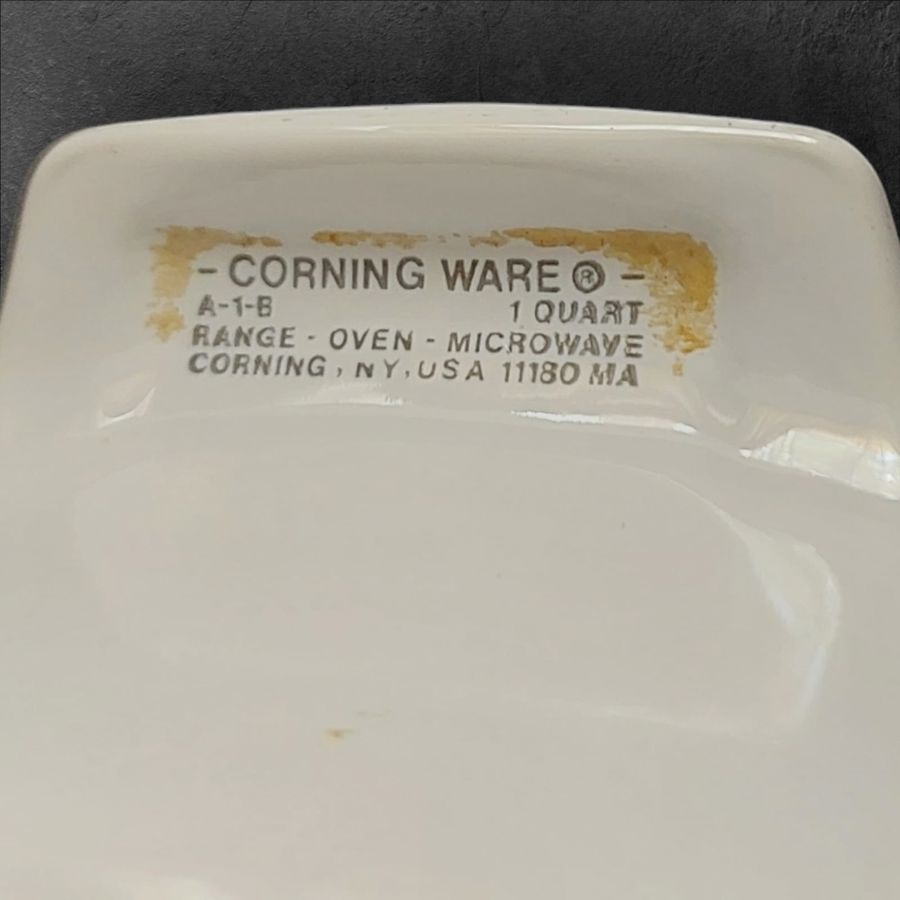 - CORNING WARE ® -
A-1-B 1 QUART
RANGE - OVEN - MICROWAVE
CORNING, NY, USA 11180 MA